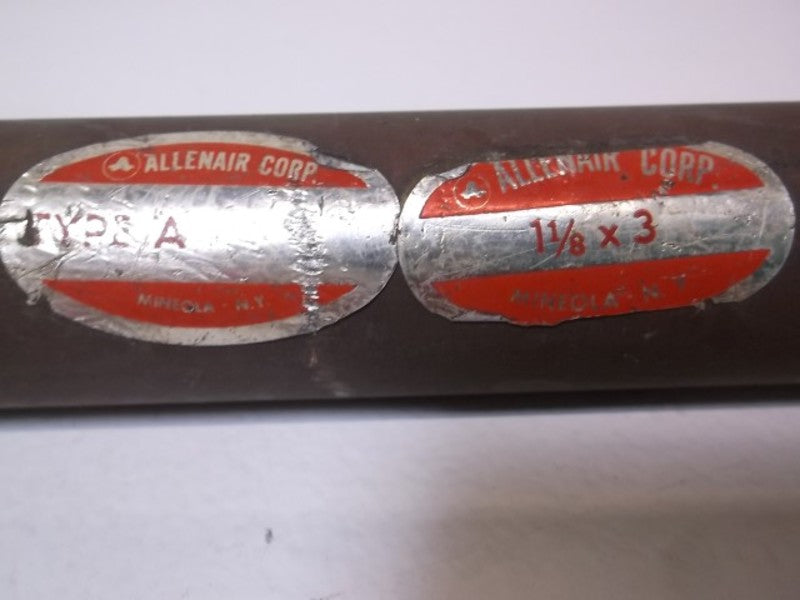 ALLENAIR CORP.
TYPE A
MINEOLA - N.Y.
ALLENAIR CORP.
1 1/8 x 3
MINEOLA - N.Y.